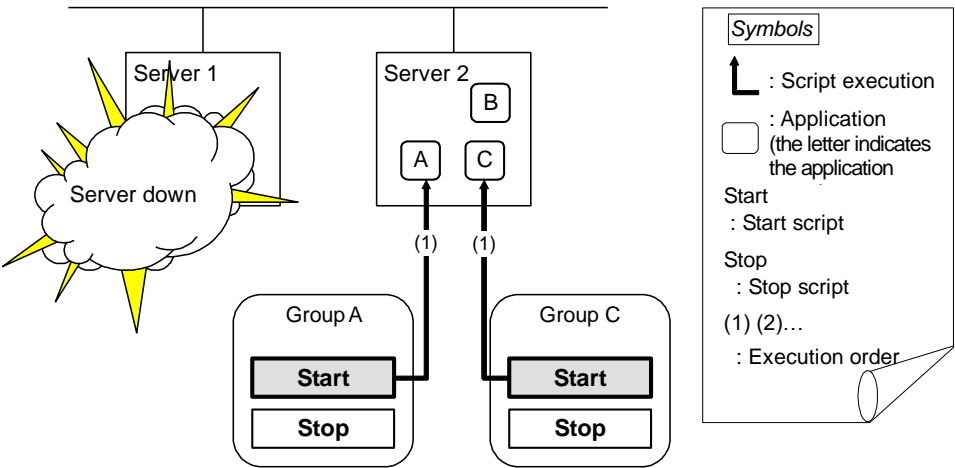 Server 1
Server 2
B
A
C
Server down
(1)
(1)
Group A
Group C
Start
Start
Stop
Stop
Symbols
: Script execution
: Application
(the letter indicates
the application
Start
: Start script
Stop
: Stop script
(1) (2)…
: Execution order